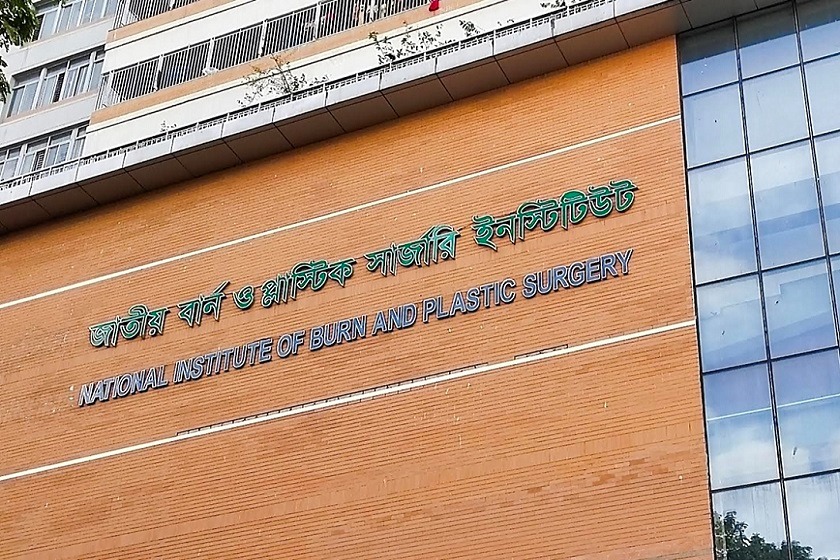 জাতীয় বার্ন ও প্লাস্টিক সার্জারি ইনস্টিটিউট
NATIONAL INSTITUTE OF BURN AND PLASTIC SURGERY